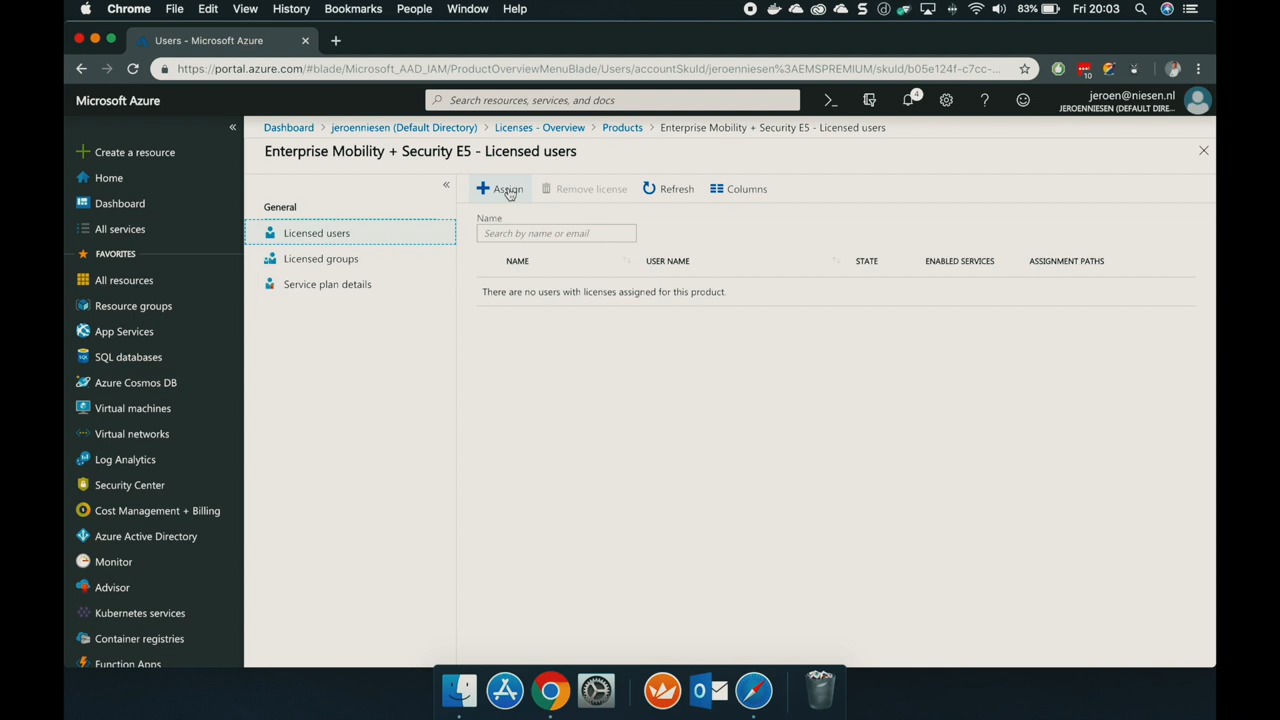 Chrome File Edit View History Bookmarks People Window Help 83% Fri 20:03
Users - Microsoft Azure
https://portal.azure.com/#blade/Microsoft_AAD_IAM/ProductOverviewMenuBlade/Users/accountSkuId/jeroenniesen%3AEMSPREMIUM/skuId/b05e124f-c7cc-...
10
Microsoft Azure
Search resources, services, and docs
4
jeroen@niesen.nl
JEROENNIESEN (DEFAULT DIRE...
Dashboard
jeroenniesen (Default Directory)
Licenses - Overview
Products
Enterprise Mobility + Security E5 - Licensed users
Enterprise Mobility + Security E5 - Licensed users
Create a resource
Home
Dashboard
All services
FAVORITES
All resources
Resource groups
App Services
SQL databases
Azure Cosmos DB
Virtual machines
Virtual networks
Log Analytics
Security Center
Cost Management + Billing
Azure Active Directory
Monitor
Advisor
Kubernetes services
Container registries
Function Apps
General
Licensed users
Licensed groups
Service plan details
Assign
Remove license
Refresh
Columns
Name
Search by name or email
NAME USER NAME STATE ENABLED SERVICES ASSIGNMENT PATHS
There are no users with licenses assigned for this product.